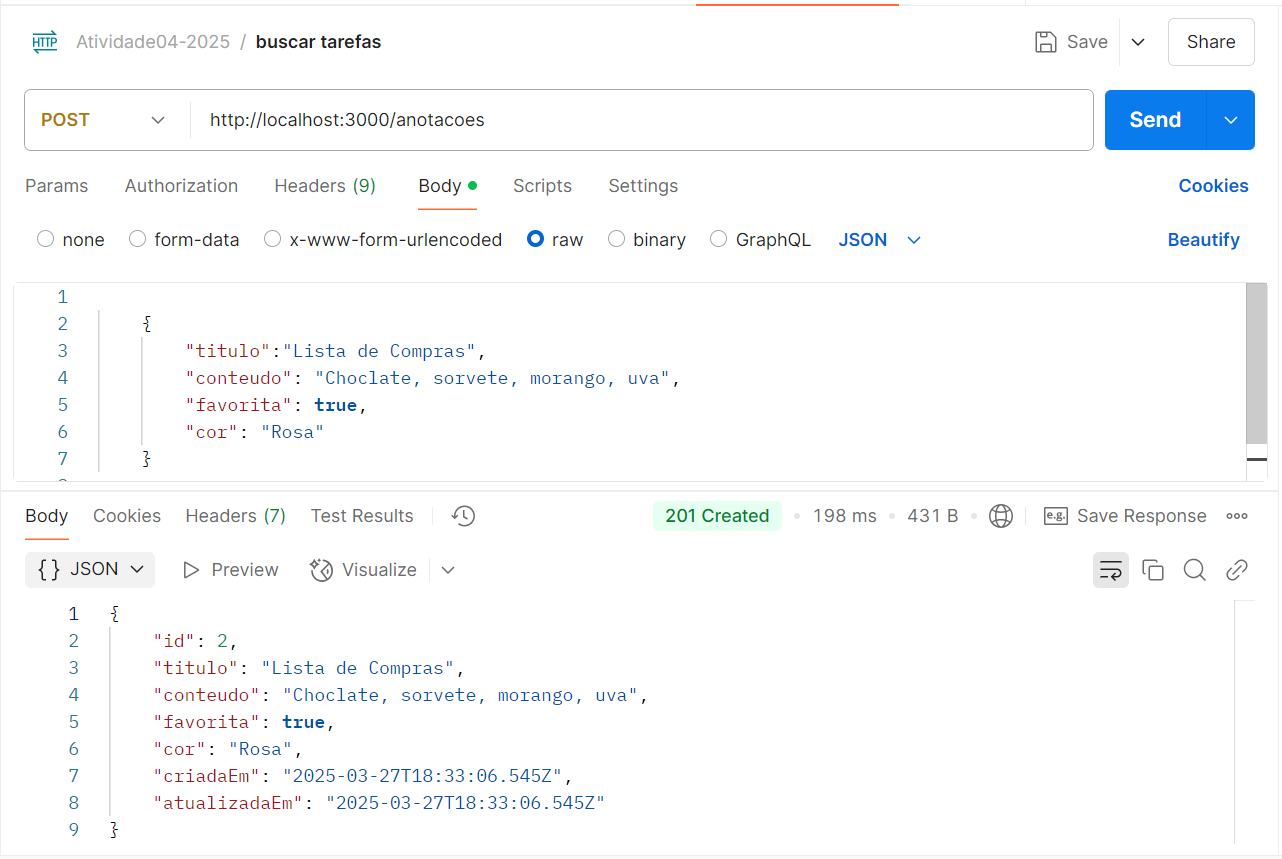 HTTP Atividade04-2025 / buscar tarefas Save Share
POST http://localhost:3000/anotacoes Send
Params Authorization Headers (9) Body Scripts Settings Cookies
none form-data x-www-form-urlencoded raw binary GraphQL JSON Beautify
1
2 {
3 "titulo":"Lista de Compras",
4 "conteudo": "Choclate, sorvete, morango, uva",
5 "favorita": true,
6 "cor": "Rosa"
7 }
Body Cookies Headers (7) Test Results 201 Created 198 ms 431 B e.g. Save Response
{} JSON Preview Visualize
1 {
2 "id": 2,
3 "titulo": "Lista de Compras",
4 "conteudo": "Choclate, sorvete, morango, uva",
5 "favorita": true,
6 "cor": "Rosa",
7 "criadaEm": "2025-03-27T18:33:06.545Z",
8 "atualizadaEm": "2025-03-27T18:33:06.545Z"
9 }